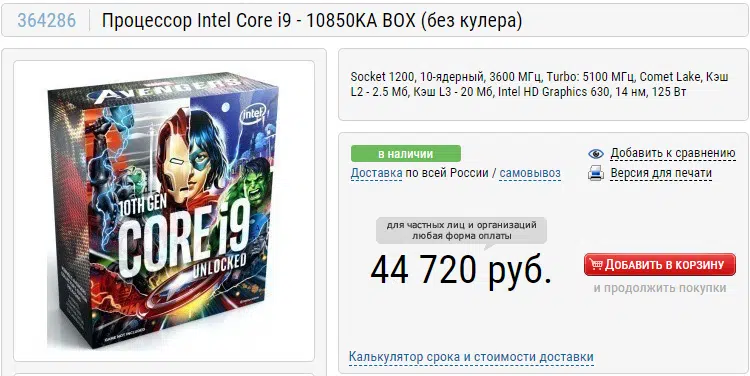 364286 Процессор Intel Core i9 - 10850KA BOX (без кулера)
AVENGERS
intel
10TH GEN
CORE i9
UNLOCKED
GAME NOT INCLUDED
Socket 1200, 10-ядерный, 3600 МГц, Turbo: 5100 МГц, Comet Lake, Кэш
L2 - 2.5 Мб, Кэш L3 - 20 Мб, Intel HD Graphics 630, 14 нм, 125 Вт
в наличии
Доставка по всей России / самовывоз
Добавить к сравнению
Версия для печати
для частных лиц и организаций
любая форма оплаты
44 720 руб.
Добавить в корзину
и продолжить покупки
Калькулятор срока и стоимости доставки